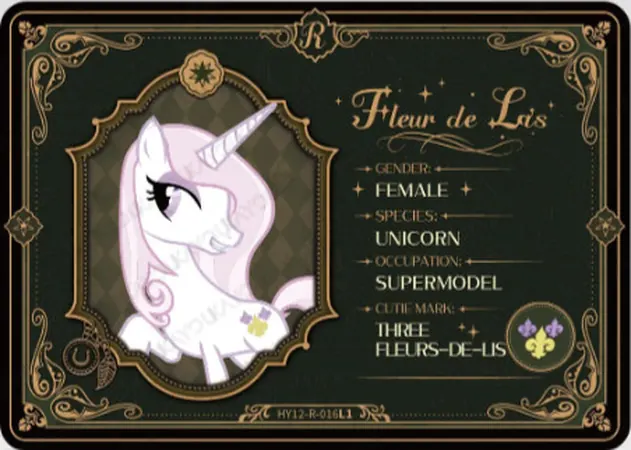 R
Fleur de Lis
GENDER:
FEMALE
SPECIES:
UNICORN
OCCUPATION:
SUPERMODEL
CUTIE MARK:
THREE
FLEURS-DE-LIS
HY12-R-016L1